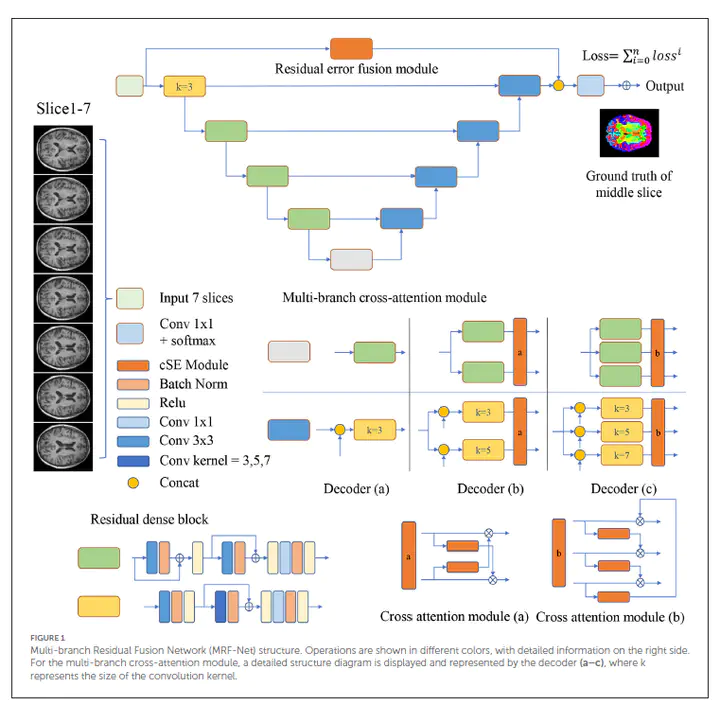 Residual error fusion module
Loss= ∑ⁿᵢ₌₀ lossⁱ
k=3
Output
Slice1-7
Ground truth of
middle slice
Input 7 slices
Conv 1x1
+ softmax
cSE Module
Batch Norm
Relu
Conv 1x1
Conv 3x3
Conv kernel = 3,5,7
Concat
Multi-branch cross-attention module
a
b
k=3
k=3
k=5
a
k=3
k=5
k=7
b
Decoder (a)
Decoder (b)
Decoder (c)
Residual dense block
a
b
Cross attention module (a)
Cross attention module (b)
FIGURE 1
Multi-branch Residual Fusion Network (MRF-Net) structure. Operations are shown in different colors, with detailed information on the right side.
For the multi-branch cross-attention module, a detailed structure diagram is displayed and represented by the decoder (a–c), where k
represents the size of the convolution kernel.